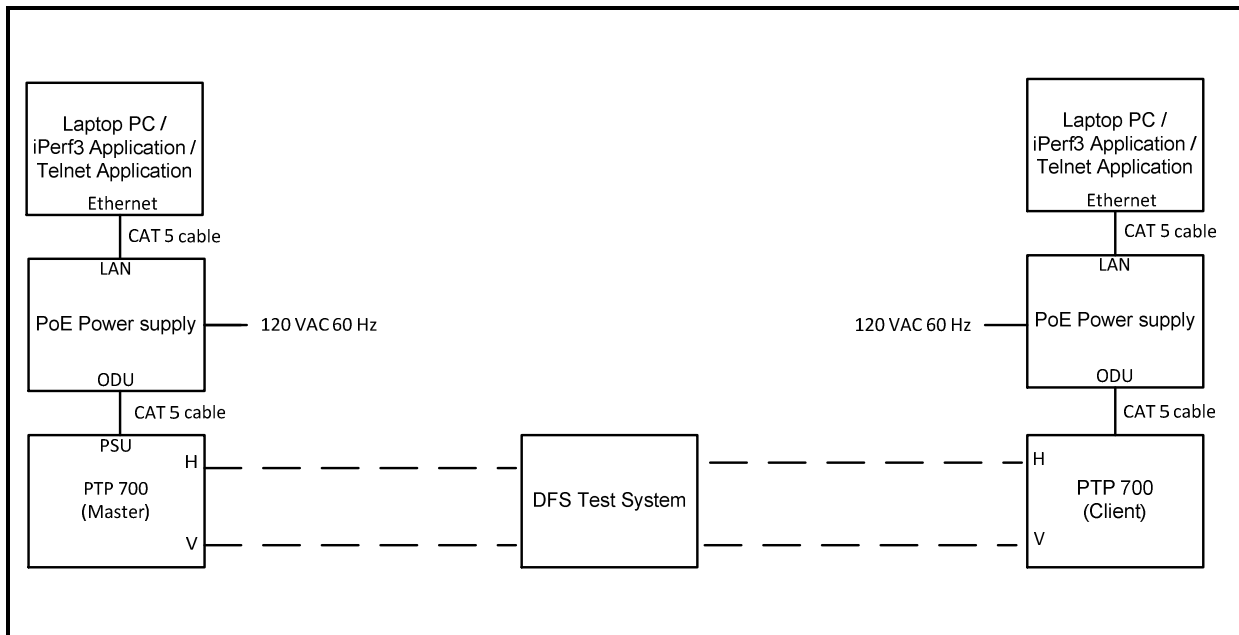 Laptop PC /
iPerf3 Application /
Telnet Application
Ethernet
CAT 5 cable
LAN
PoE Power supply
120 VAC 60 Hz
ODU
CAT 5 cable
PSU
H
PTP 700
(Master)
V
DFS Test System
Laptop PC /
iPerf3 Application /
Telnet Application
Ethernet
CAT 5 cable
LAN
120 VAC 60 Hz
PoE Power supply
ODU
CAT 5 cable
H
PTP 700
(Client)
V